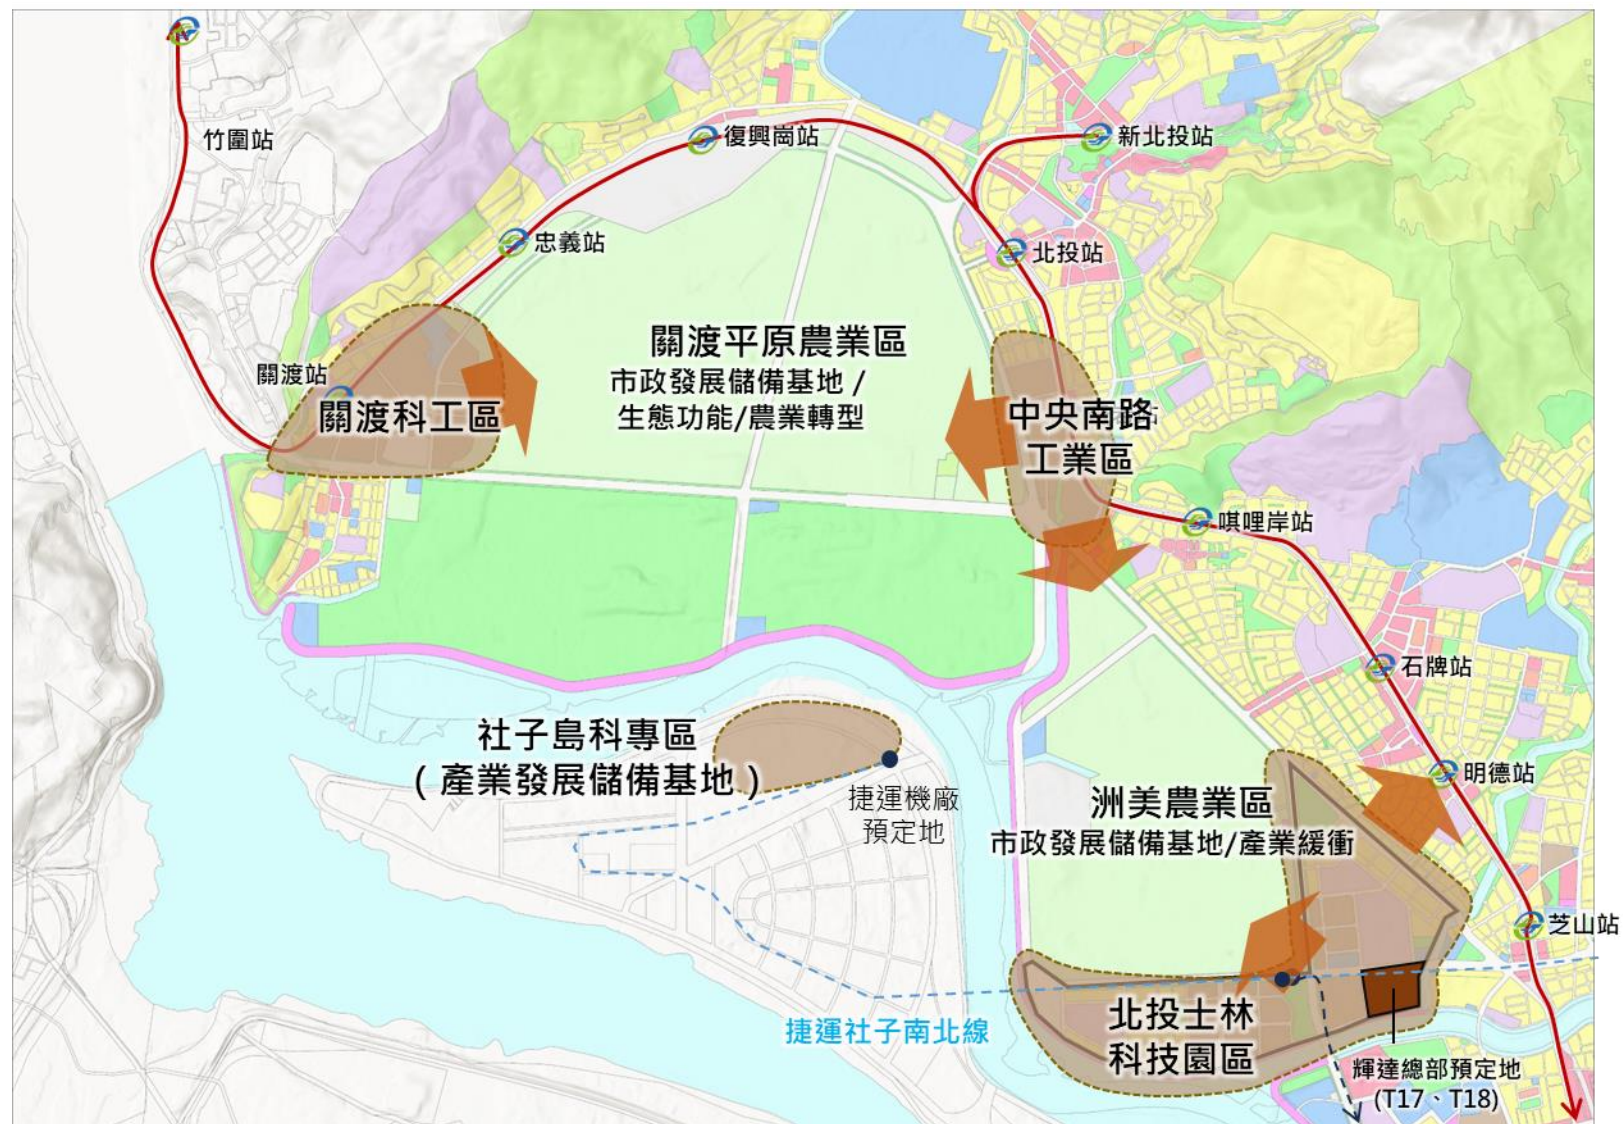 竹圍站
復興崗站
新北投站
忠義站
北投站
關渡平原農業區
市政發展儲備基地/
生態功能/農業轉型
關渡站
關渡科工區
中央南路
工業區
站
唭哩岸站
石牌站
社子島科專區
(產業發展儲備基地)
捷運機廠
預定地
明德站
洲美農業區
市政發展儲備基地/產業緩衝
芝山站
捷運社子南北線
北投士林
科技園區
輝達總部預定地
(T17、T18)